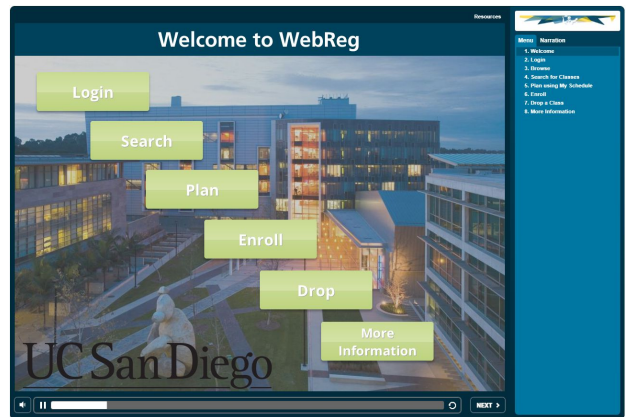 Resources
Welcome to WebReg
Login
Search
Plan
Enroll
Drop
More
Information
UC San Diego
NEXT >
Menu Narration
1. Welcome
2. Login
3. Browse
4. Search for Classes
5. Plan using My Schedule
6. Enroll
7. Drop a Class
8. More Information